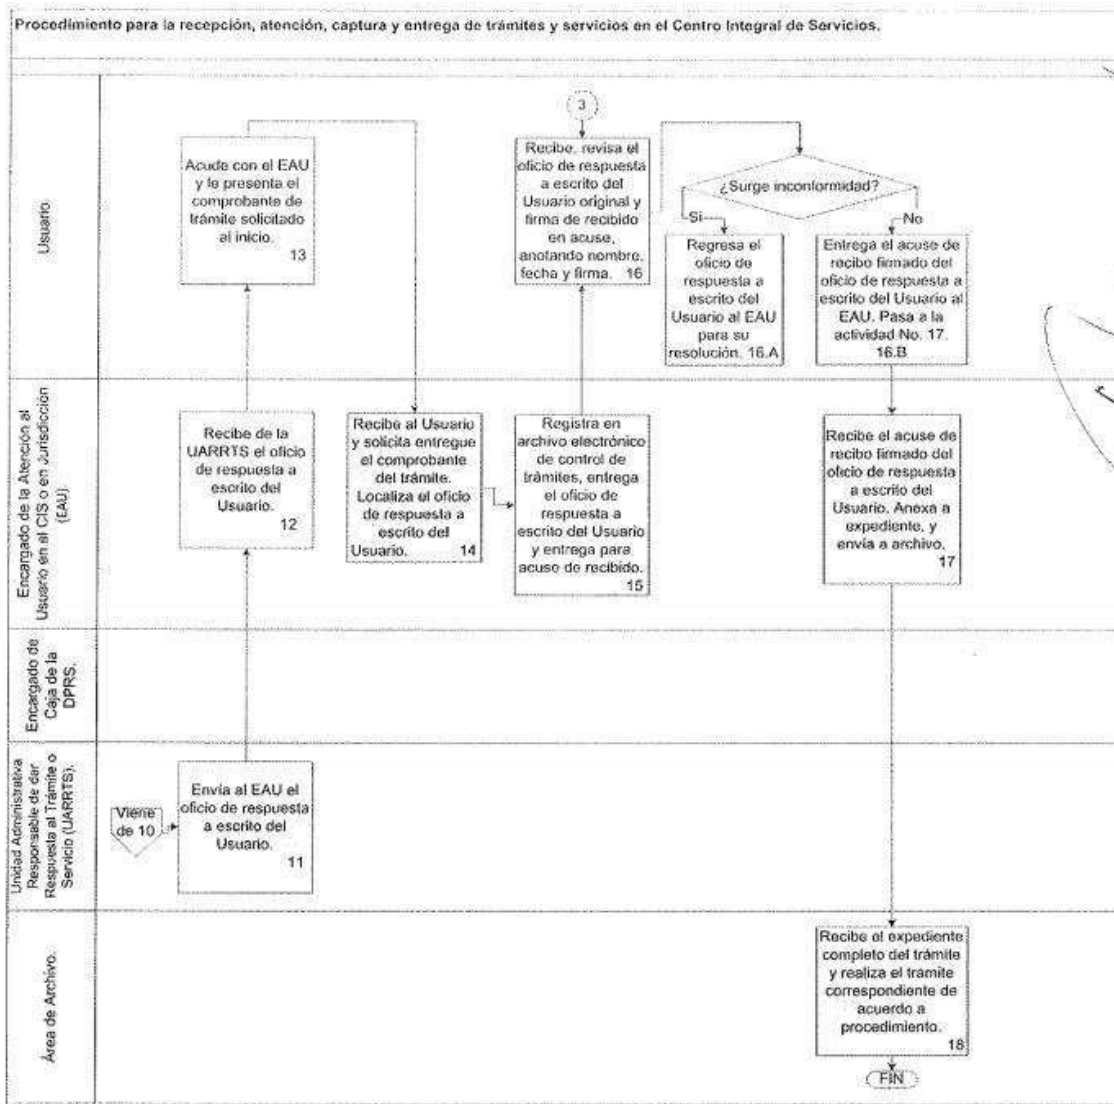 Procedimiento para la recepción, atención, captura y entrega de trámites y servicios en el Centro Integral de Servicios.
Usuario.
Acude con el EAU
y le presenta el
comprobante de
trámite solicitado
al inicio.
13
3
Recibe, revisa el
oficio de respuesta
a escrito del
Usuario original y
firma de recibido
en acuse,
anotando nombre,
fecha y firma. 16
¿Surge inconformidad?
Si
No
Regresa el
oficio de
respuesta a
escrito del
Usuario al EAU
para su
resolución. 16.A
Entrega el acuse de
recibo firmado del
oficio de respuesta a
escrito del Usuario al
EAU. Pasa a la
actividad No. 17.
16.B
Encargado de la Atención al
Usuario en el CIS o en Jurisdicción
(EAU).
Recibe de la
UARRTS el oficio
de respuesta a
escrito del
Usuario.
12
Recibe al Usuario
y solicita entregue
el comprobante
del trámite.
Localiza el oficio
de respuesta a
escrito del
Usuario. 14
Registra en
archivo electrónico
de control de
trámites, entrega
el oficio de
respuesta a
escrito del Usuario
y entrega para
acuse de recibido.
15
Recibe el acuse de
recibo firmado del
oficio de respuesta
a escrito del
Usuario. Anexa a
expediente, y
envía a archivo.
17
Encargado de
Caja de la
DPRS.
Unidad Administrativa
Responsable de dar
Respuesta al Trámite o
Servicio (UARRTS).
Viene
de 10
Envía al EAU el
oficio de respuesta
a escrito del
Usuario.
11
Área de Archivo.
Recibe el expediente
completo del trámite
y realiza el trámite
correspondiente de
acuerdo a
procedimiento.
18
FIN